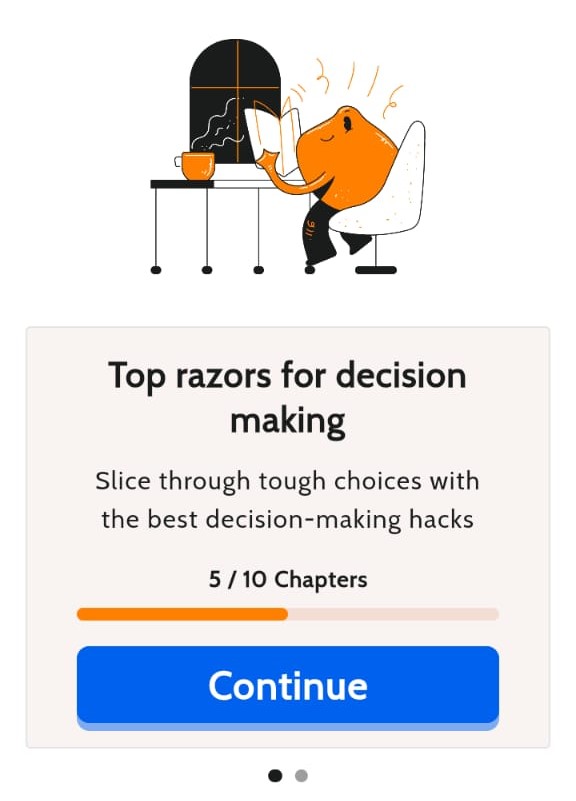 Top razors for decision
making
Slice through tough choices with
the best decision-making hacks
5 / 10 Chapters
Continue